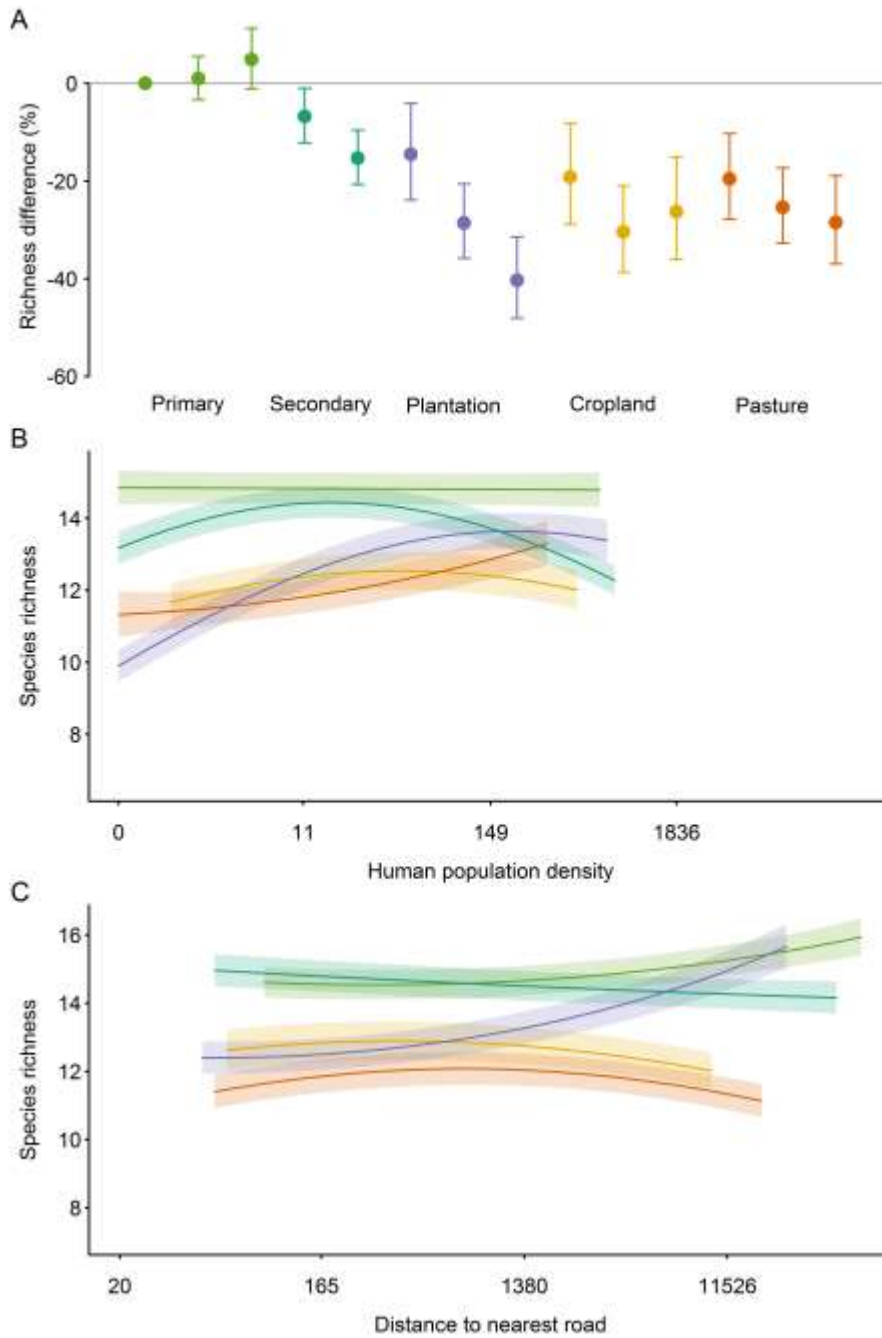 A
0
-20
-40
-60
Richness difference (%)
Primary Secondary Plantation Cropland Pasture
B
14
12
10
8
Species richness
0 11 149 1836
Human population density
C
16
14
12
10
8
Species richness
20 165 1380 11526
Distance to nearest road